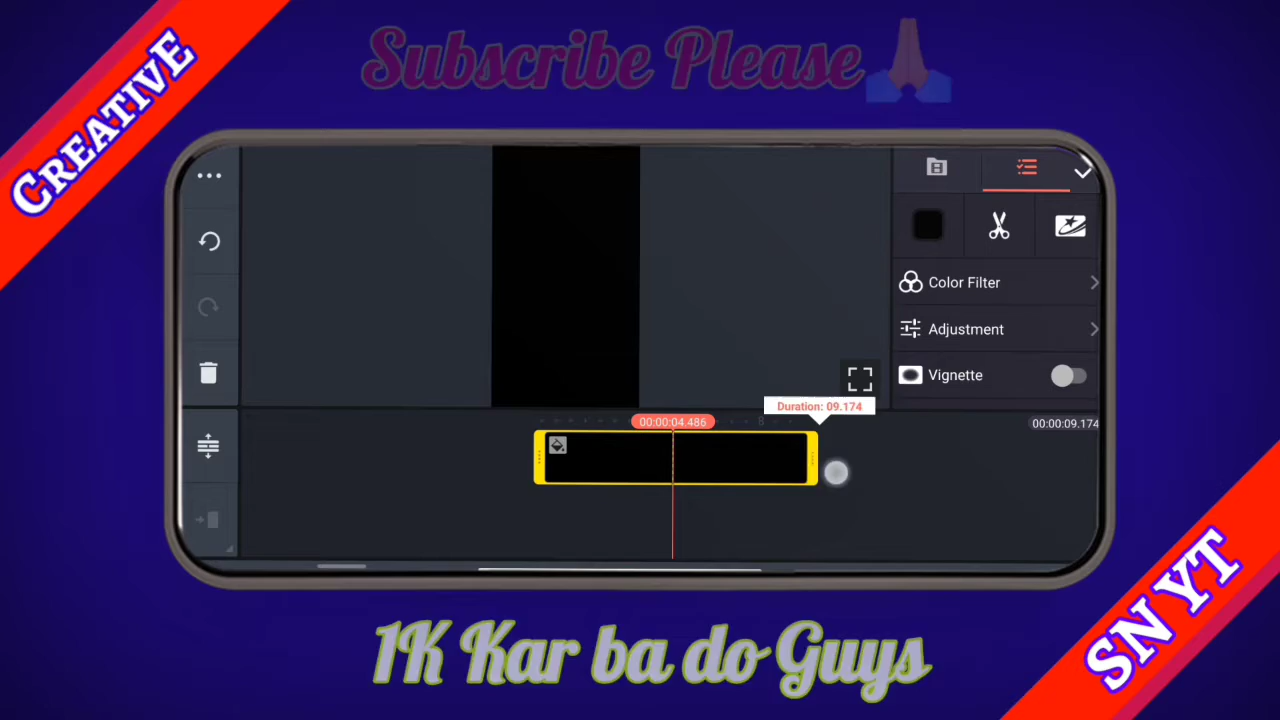 Subscribe Please
CREATIVE
Color Filter
Adjustment
Vignette
Duration: 09.174
00:00:04.486
00:00:09.174
SN YT
1K Kar ba do Guys